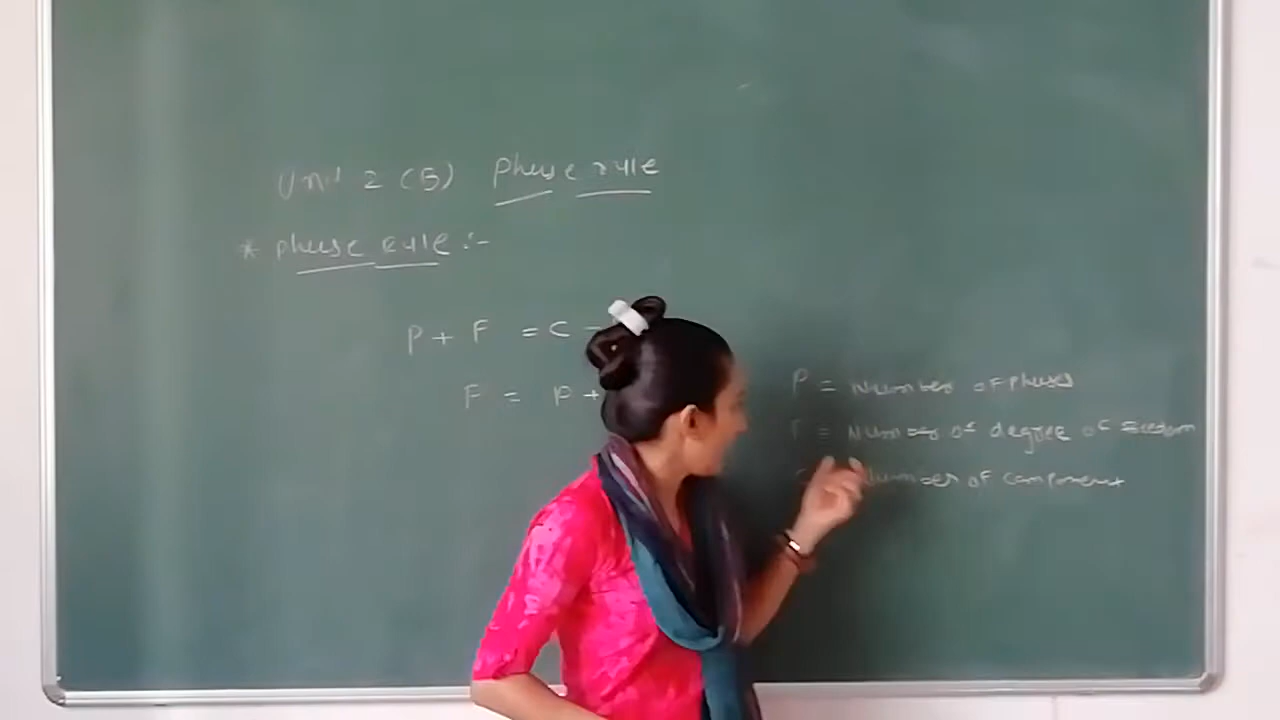 Unit 2 (5) phase rule
* phase rule :-
P + F = C -
F = P +
P = Number of phases
F = Number of degree of freedom
Number of component